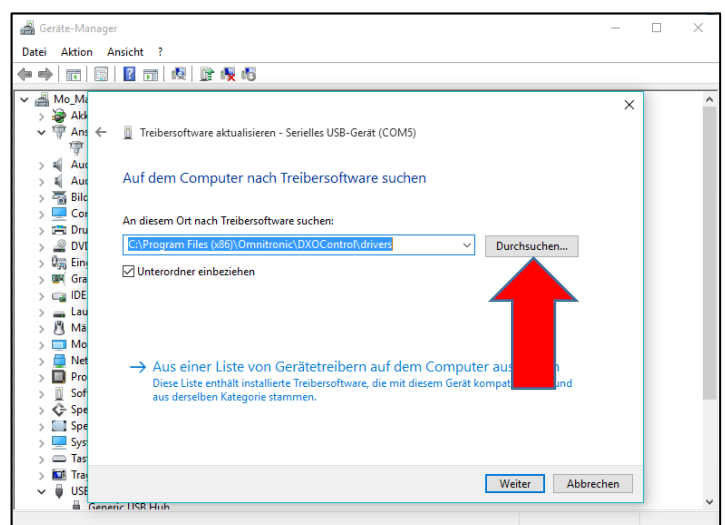 Geräte-Manager
Datei Aktion Ansicht ?
Treibersoftware aktualisieren - Serielles USB-Gerät (COM5)
Auf dem Computer nach Treibersoftware suchen
An diesem Ort nach Treibersoftware suchen:
C:\Program Files (x86)\Omnitronic\DXOControl\drivers
Durchsuchen...
Unterordner einbeziehen
Aus einer Liste von Gerätetreibern auf dem Computer aus
Diese Liste enthält installierte Treibersoftware, die mit diesem Gerät kompat und
aus derselben Kategorie stammen.
Weiter Abbrechen
Mo_Ma
Akk
Ans
Aud
Aud
Bild
Cor
Dru
DVD
Eing
Gra
IDE
Lau
Mä
Mo
Net
Pro
Sof
Spe
Spe
Sys
Tas
USB
Generic USB Hub